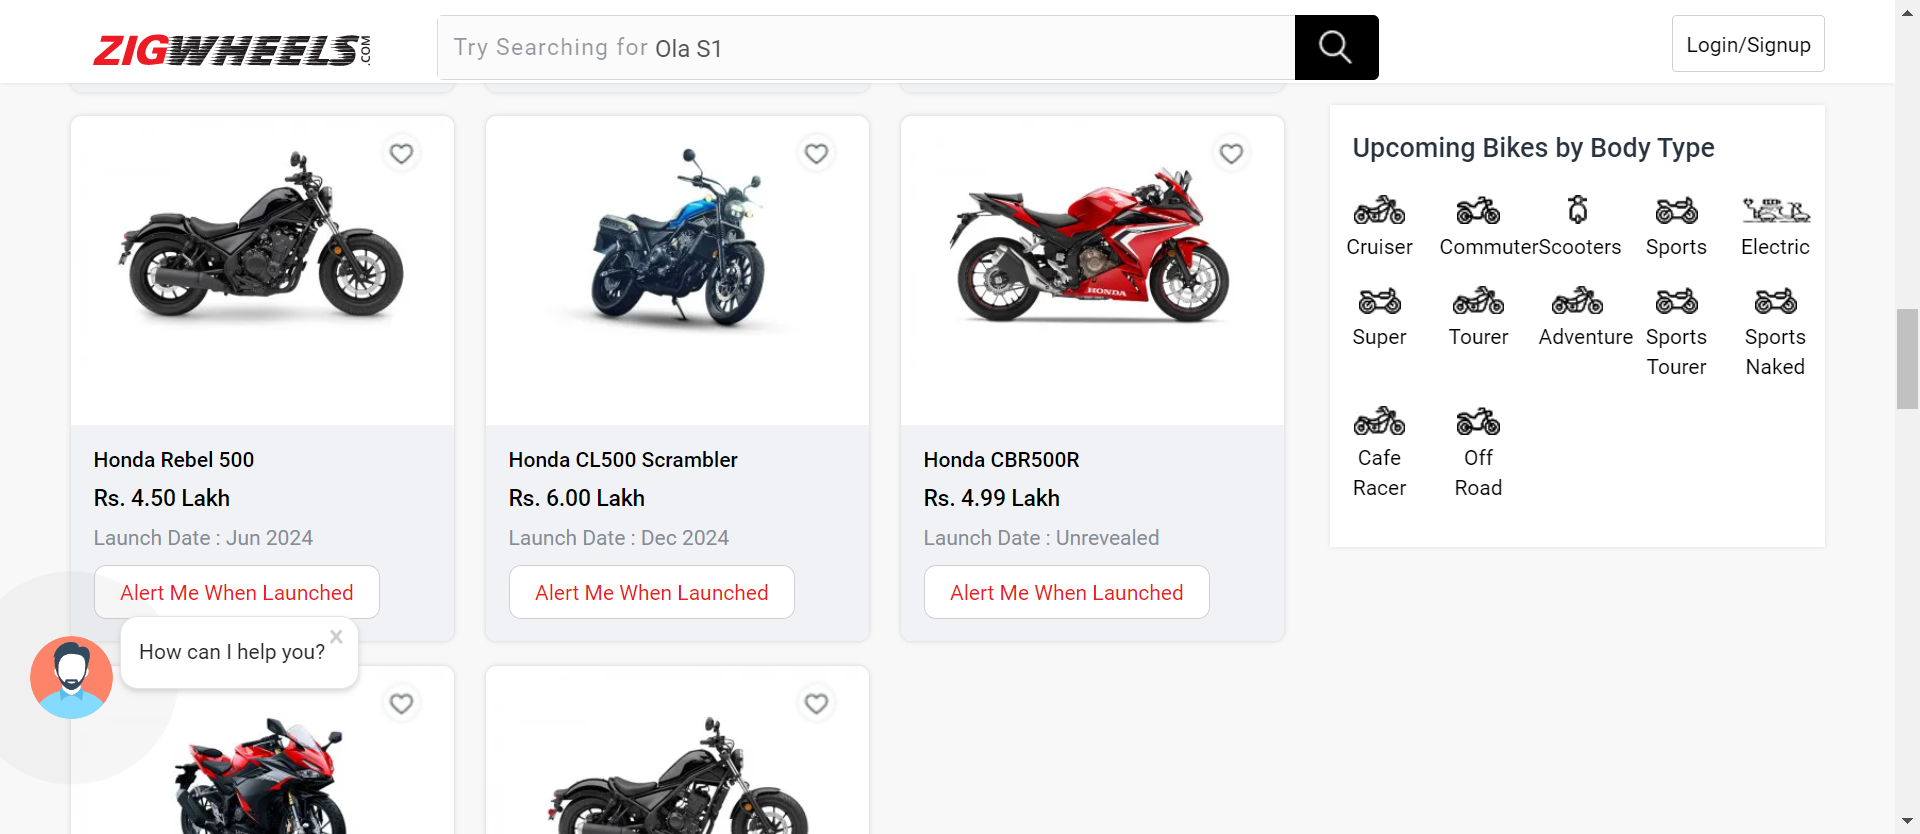 ZIGWHEELS.COM
Try Searching for Ola S1
Login/Signup
Honda Rebel 500
Rs. 4.50 Lakh
Launch Date : Jun 2024
Alert Me When Launched
Honda CL500 Scrambler
Rs. 6.00 Lakh
Launch Date : Dec 2024
Alert Me When Launched
HONDA
Honda CBR500R
Rs. 4.99 Lakh
Launch Date : Unrevealed
Alert Me When Launched
Upcoming Bikes by Body Type
Cruiser
Commuter
Scooters
Sports
Electric
Super
Tourer
Adventure
Sports
Tourer
Sports
Naked
Cafe
Racer
Off
Road
How can I help you?
X